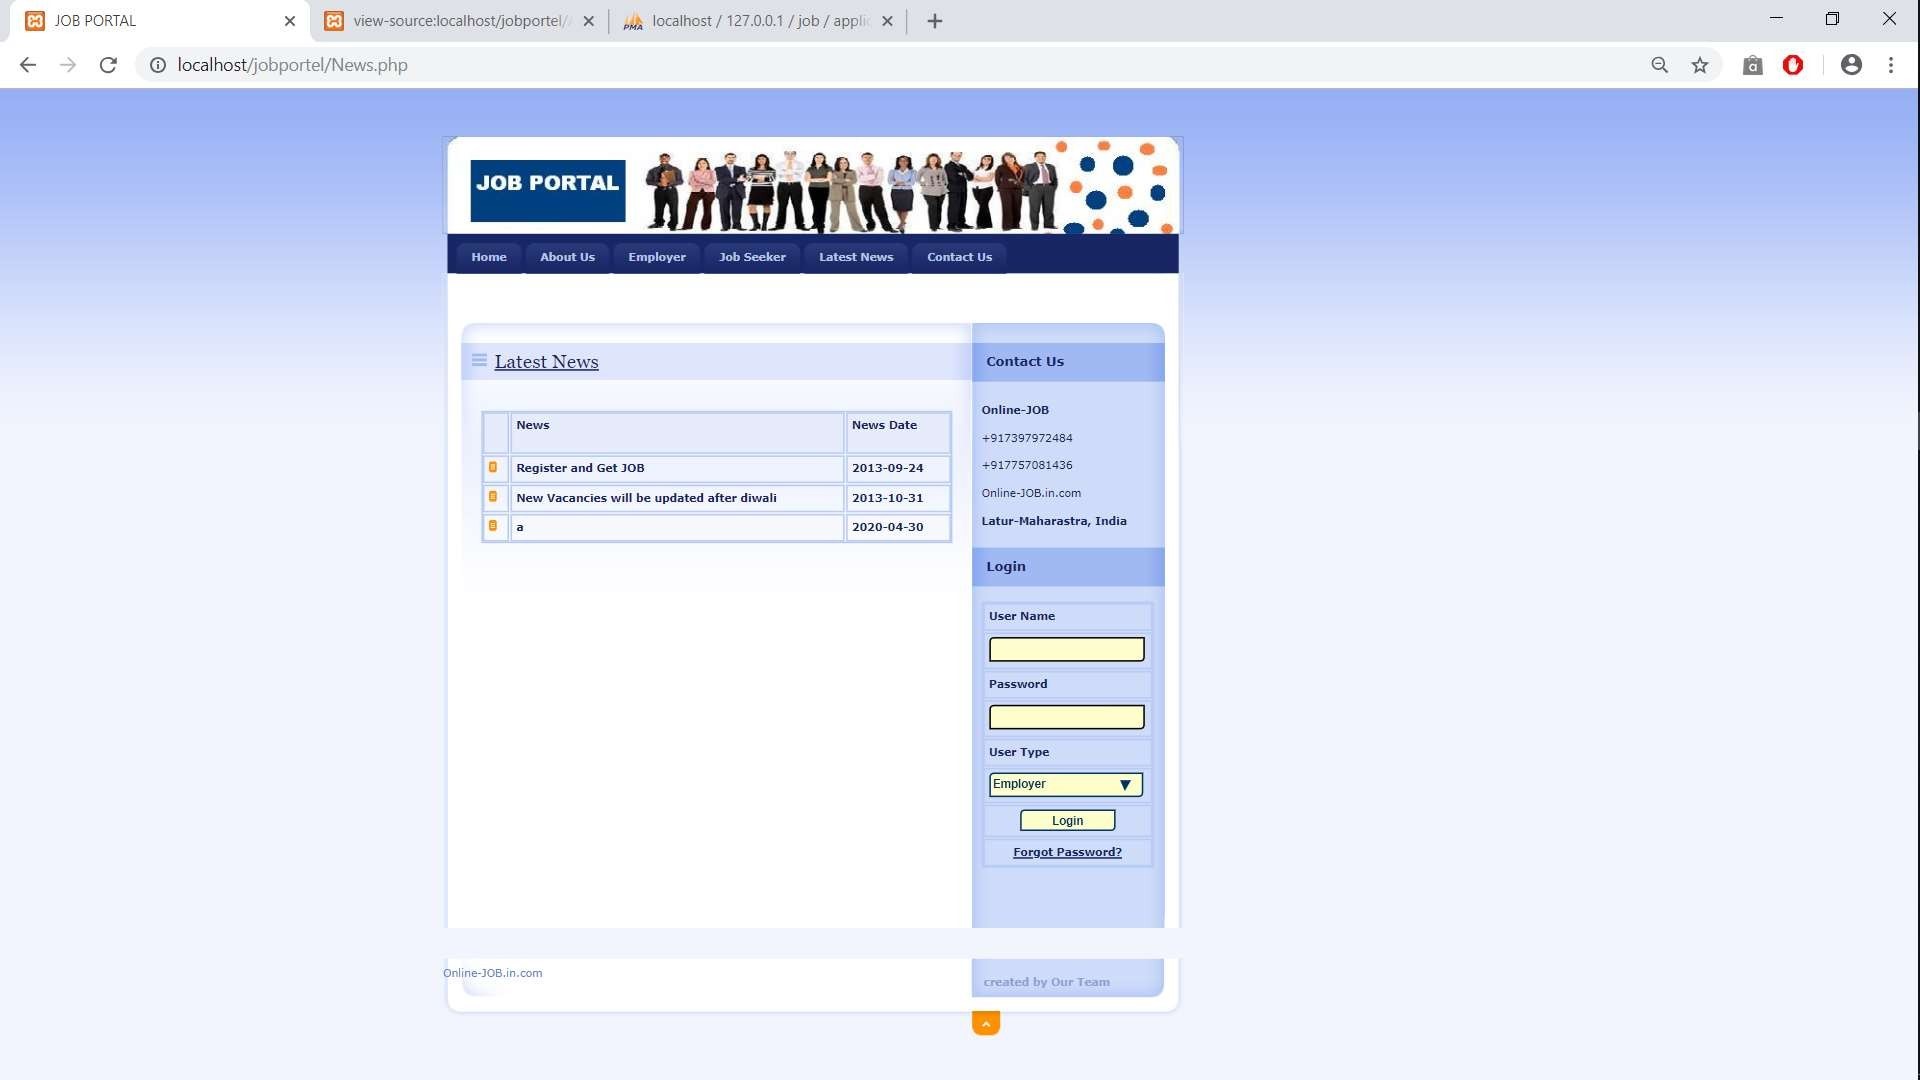 JOB PORTAL
view-source:localhost/jobportel/
localhost / 127.0.0.1 / job / applic
localhost/jobportel/News.php
JOB PORTAL
Home
About Us
Employer
Job Seeker
Latest News
Contact Us
Latest News
News
News Date
Register and Get JOB
2013-09-24
New Vacancies will be updated after diwali
2013-10-31
a
2020-04-30
Contact Us
Online-JOB
+917397972484
+917757081436
Online-JOB.in.com
Latur-Maharastra, India
Login
User Name
Password
User Type
Employer
Login
Forgot Password?
Online-JOB.in.com
created by Our Team